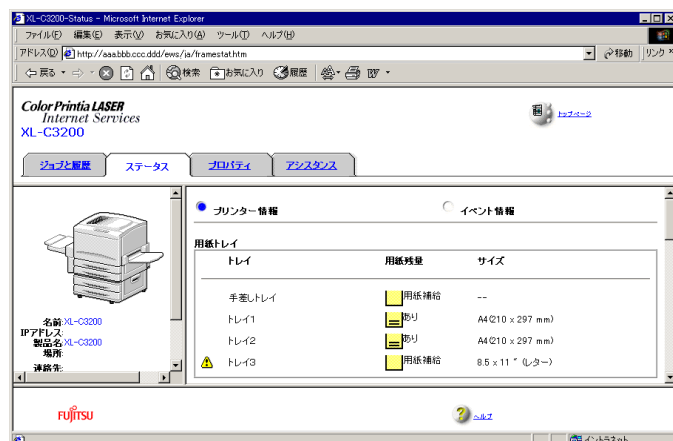 XL-C3200-Status - Microsoft Internet Explorer
ファイル(F) 編集(E) 表示(V) お気に入り(A) ツール(T) ヘルプ(H)
アドレス(D) http://aaa.bbb.ccc.ddd/ews/ja/framestat.htm 移動 リンク »
戻る 検索 お気に入り 履歴
Color Printia LASER
Internet Services
XL-C3200
トップページ
ジョブと履歴 ステータス プロパティ アシスタンス
プリンター情報 イベント情報
用紙トレイ
トレイ 用紙残量 サイズ
手差しトレイ 用紙補給 --
トレイ1 あり A4(210 x 297 mm)
トレイ2 あり A4(210 x 297 mm)
トレイ3 用紙補給 8.5 x 11 " (レター)
名前:XL-C3200
IPアドレス:
製品名:XL-C3200
場所:
連絡先:
FUJITSU
ヘルプ
イントラネット